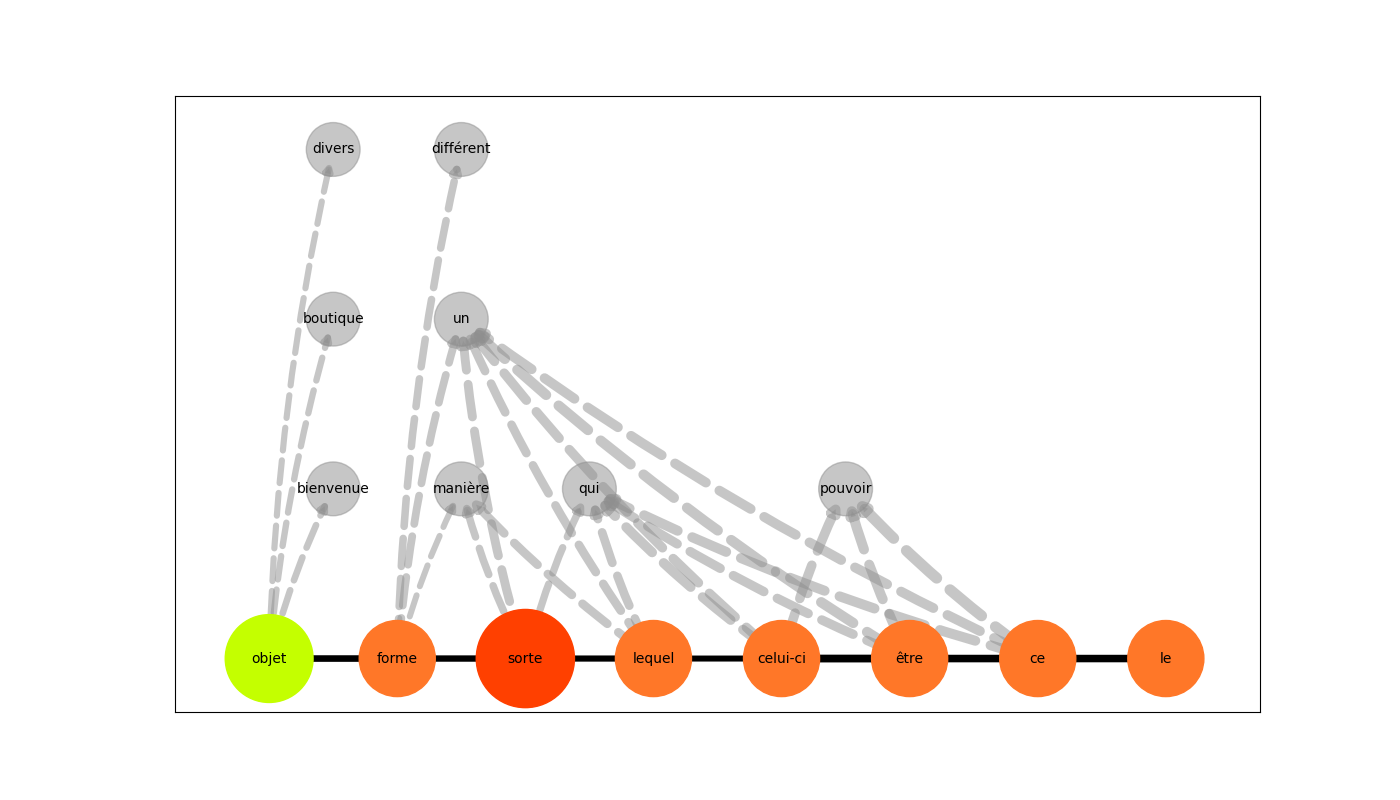 divers différent
boutique un
bienvenue manière qui pouvoir
objet forme sorte lequel celui-ci être ce le